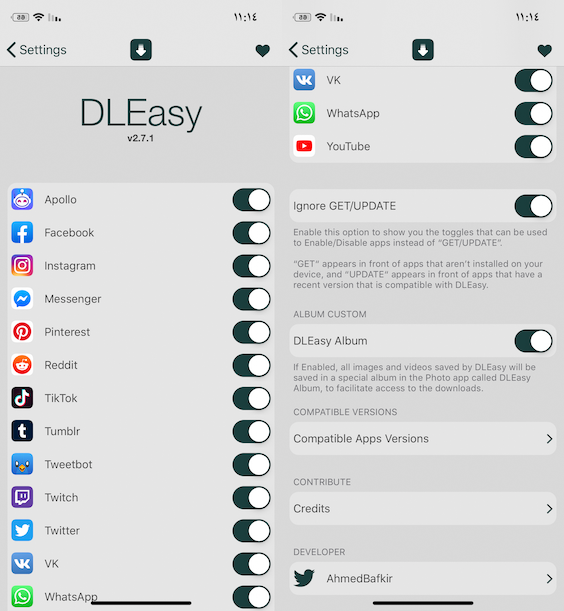 ١١:١٤
Settings
DLEasy
v2.7.1
Apollo
Facebook
Instagram
Messenger
Pinterest
Reddit
TikTok
Tumblr
Tweetbot
Twitch
Twitter
VK
WhatsApp
١١:١٤
Settings
VK
WhatsApp
YouTube
Ignore GET/UPDATE
Enable this option to show you the toggles that can be used
to Enable/Disable apps instead of “GET/UPDATE”.
“GET” appears in front of apps that aren't installed on your
device, and “UPDATE” appears in front of apps that have a
recent version that is compatible with DLEasy.
ALBUM CUSTOM
DLEasy Album
If Enabled, all images and videos saved by DLEasy will be
saved in a special album in the Photo app called DLEasy
Album, to facilitate access to the downloads.
COMPATIBLE VERSIONS
Compatible Apps Versions
CONTRIBUTE
Credits
DEVELOPER
AhmedBafkir